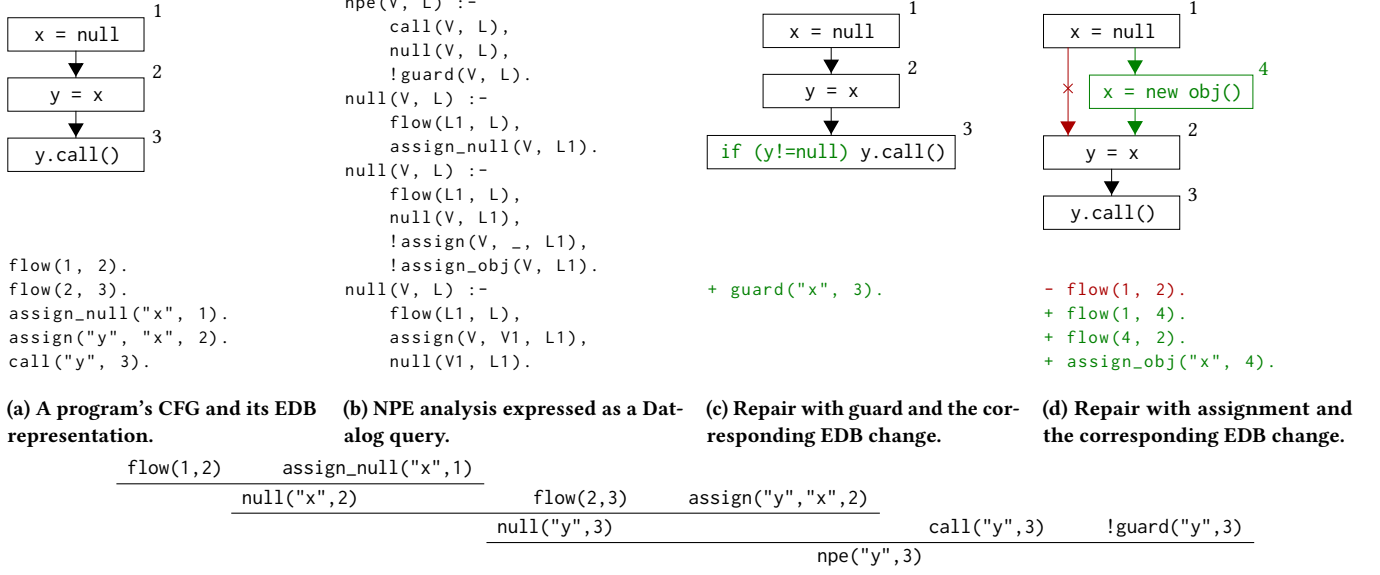 1
x = null
2
y = x
3
y.call()
flow(1, 2).
flow(2, 3).
assign_null("x", 1).
assign("y", "x", 2).
call("y", 3).
(a) A program's CFG and its EDB
representation.
npe(V, L) :-
call(V, L),
null(V, L),
!guard(V, L).
null(V, L) :-
flow(L1, L),
assign_null(V, L1).
null(V, L) :-
flow(L1, L),
null(V, L1),
!assign(V, _, L1),
!assign_obj(V, L1).
null(V, L) :-
flow(L1, L),
assign(V, V1, L1),
null(V1, L1).
(b) NPE analysis expressed as a Dat-
alog query.
1
x = null
2
y = x
3
if (y!=null) y.call()
+ guard("x", 3).
(c) Repair with guard and the cor-
responding EDB change.
1
x = null
4
x = new obj()
2
y = x
3
y.call()
- flow(1, 2).
+ flow(1, 4).
+ flow(4, 2).
+ assign_obj("x", 4).
(d) Repair with assignment and
the corresponding EDB change.
flow(1,2) assign_null("x",1)
null("x",2) flow(2,3) assign("y","x",2)
null("y",3) call("y",3) !guard("y",3)
npe("y",3)